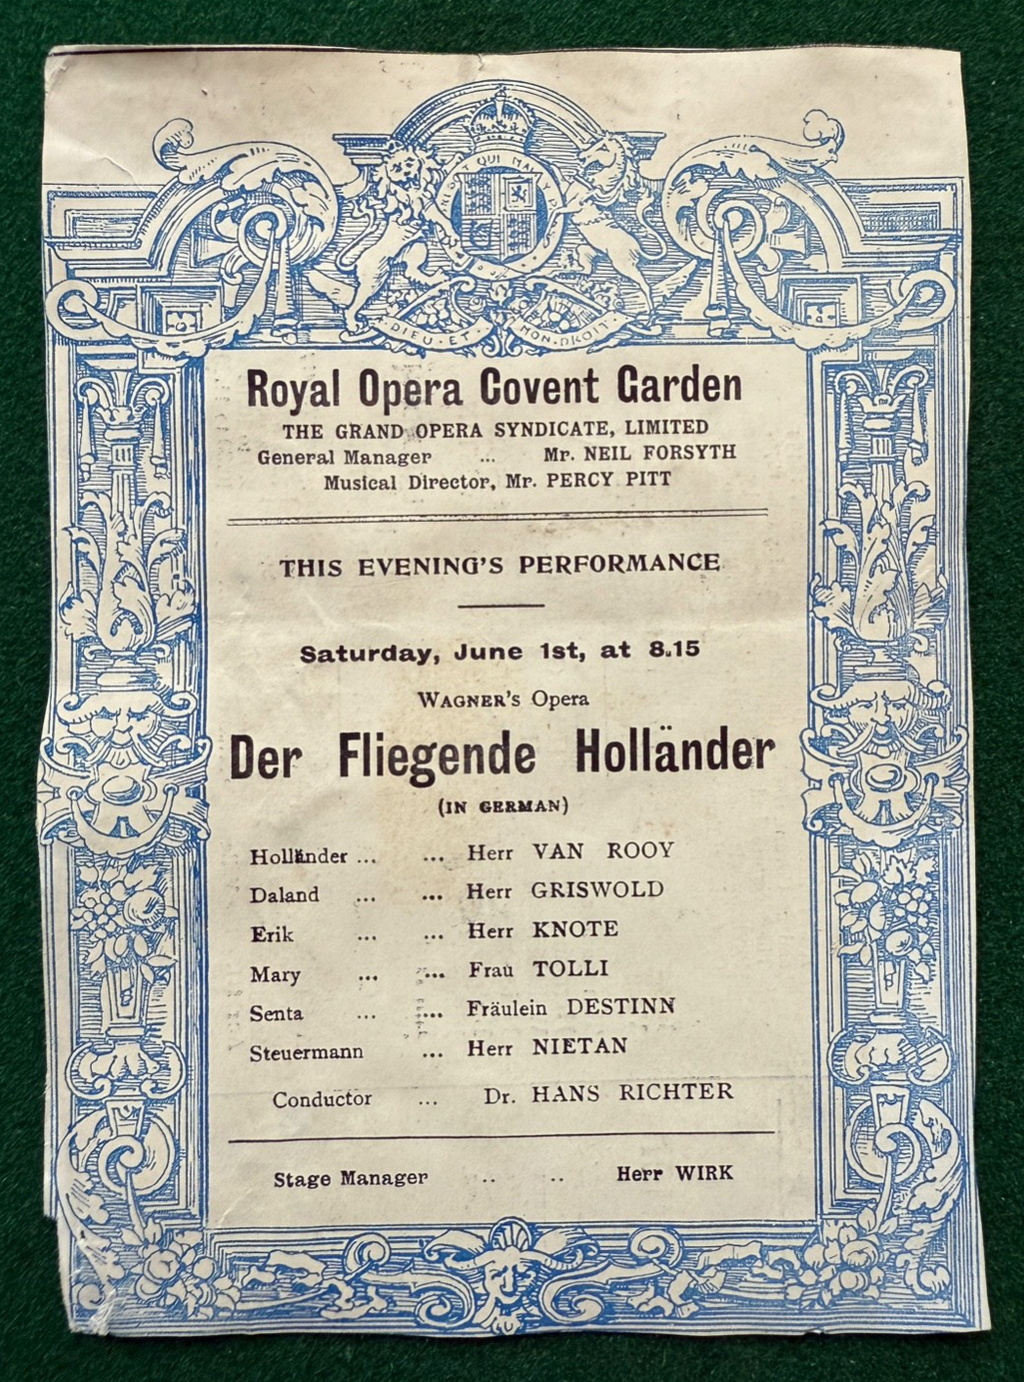 QUI MAL Y
DIEU · ET · MON · DROIT ·
Royal Opera Covent Garden
THE GRAND OPERA SYNDICATE, LIMITED
General Manager ... Mr. NEIL FORSYTH
Musical Director, Mr. PERCY PITT
THIS EVENING'S PERFORMANCE
Saturday, June 1st, at 8.15
WAGNER'S Opera
Der Fliegende Holländer
(IN GERMAN)
Holländer ... ... Herr VAN ROOY
Daland ... ... Herr GRISWOLD
Erik ... ... Herr KNOTE
Mary ... ... Frau TOLLI
Senta ... ... Fräulein DESTINN
Steuermann ... Herr NIETAN
Conductor ... Dr. HANS RICHTER
Stage Manager .. .. Herr WIRK